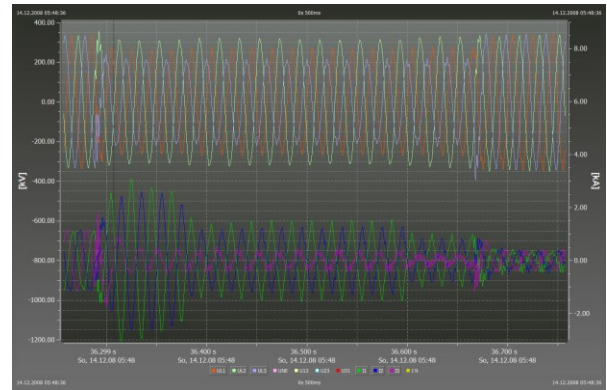 14.12.2008 05:48:36 0s 500ms 14.12.2008 05:48:36
400.00
200.00 8.00
0.00 6.00
-200.00 4.00
[kV] -400.00 [kA]
-600.00 2.00
-800.00 0.00
-1000.00 -2.00
-1200.00
36.299 s 36.400 s 36.500 s 36.600 s 36.700 s
So, 14.12.08 05:48 So, 14.12.08 05:48 So, 14.12.08 05:48 So, 14.12.08 05:48 So, 14.12.08 05:48
UL1 UL2 UL3 UNE U12 U23 U31 I1 I2 I3
14.12.2008 05:48:36 0s 500ms 14.12.2008 05:48:36